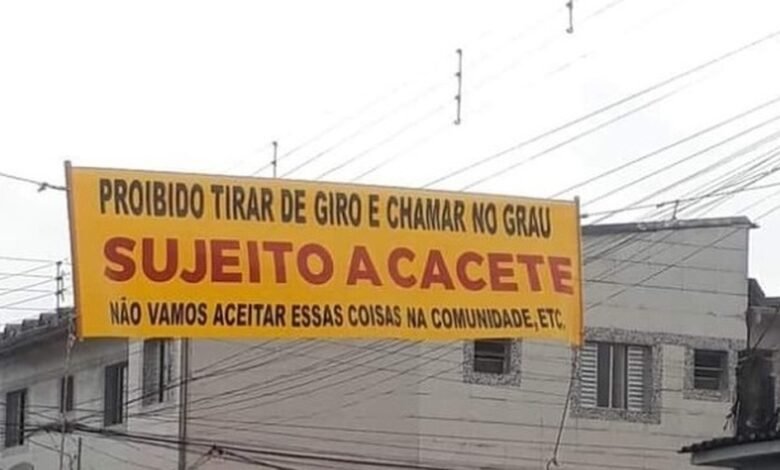 PROIBIDO TIRAR DE GIRO E CHAMAR NO GRAU
SUJEITO A CACETE
NÃO VAMOS ACEITAR ESSAS COISAS NA COMUNIDADE, ETC.